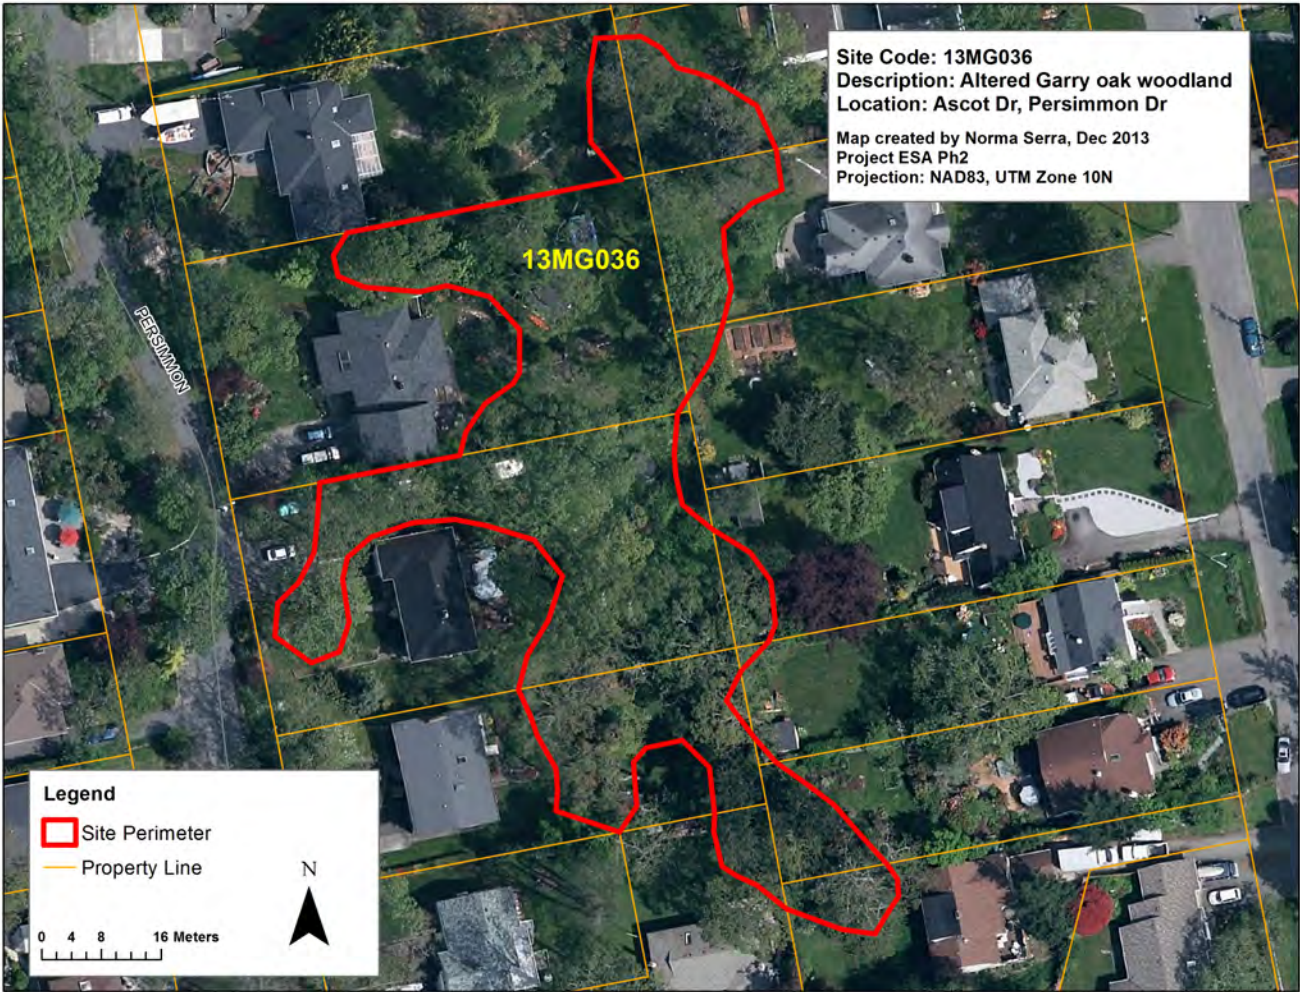 Site Code: 13MG036
Description: Altered Garry oak woodland
Location: Ascot Dr, Persimmon Dr
Map created by Norma Serra, Dec 2013
Project ESA Ph2
Projection: NAD83, UTM Zone 10N
13MG036
PERSIMMON
Legend
Site Perimeter
Property Line
N
0 4 8 16 Meters